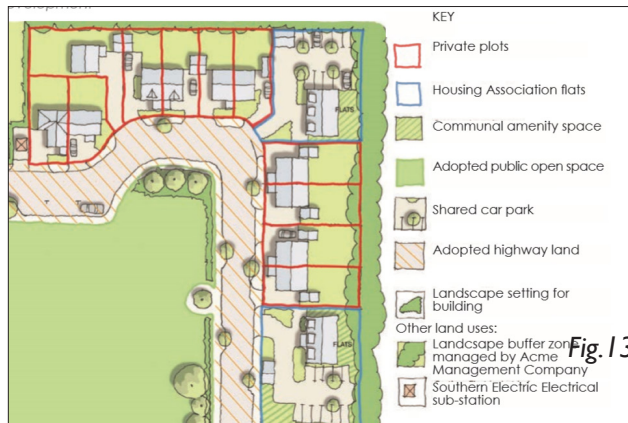 KEY
Private plots
Housing Association flats
Communal amenity space
Adopted public open space
Shared car park
Adopted highway land
Landscape setting for
building
Other land uses:
Landscape buffer zone
managed by Acme
Management Company
Southern Electric Electrical
sub-station
Fig.13
FLATS
FLATS